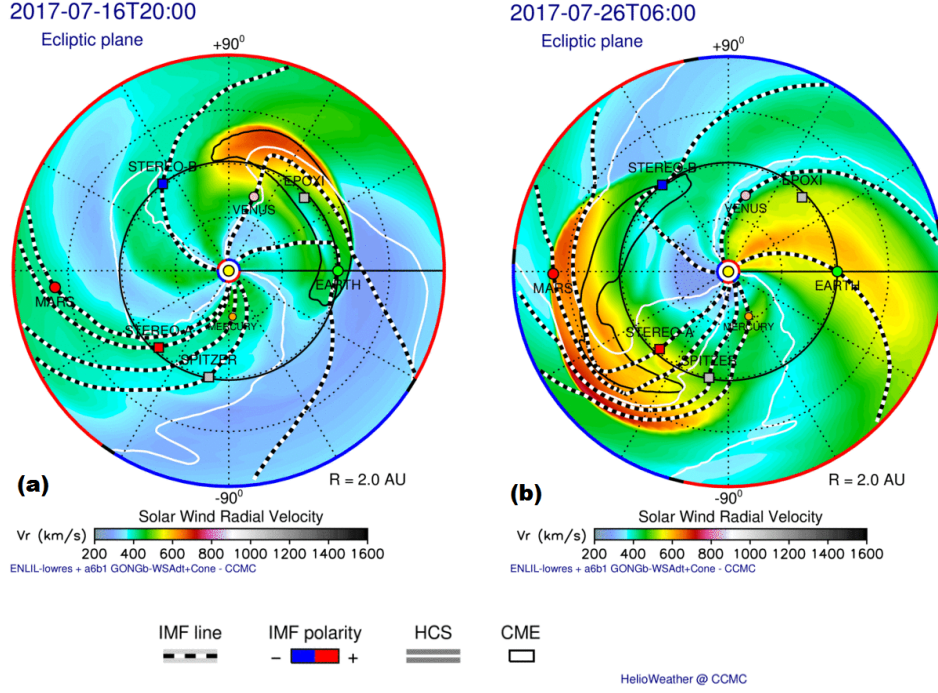 2017-07-16T20:00
Ecliptic plane
+90⁰
STEREO-B
EPOXI
VENUS
EARTH
MARS
MERCURY
STEREO-A
SPITZER
-90⁰
R = 2.0 AU
(a)
Solar Wind Radial Velocity
Vr (km/s)
200 400 600 800 1000 1200 1400 1600
ENLIL-lowres + a6b1 GONGb-WSAdt+Cone - CCMC
2017-07-26T06:00
Ecliptic plane
+90⁰
STEREO-B
EPOXI
VENUS
EARTH
MARS
MERCURY
STEREO-A
SPITZER
-90⁰
R = 2.0 AU
(b)
Solar Wind Radial Velocity
Vr (km/s)
200 400 600 800 1000 1200 1400 1600
ENLIL-lowres + a6b1 GONGb-WSAdt+Cone - CCMC
IMF line
IMF polarity
HCS
CME
− +
HelioWeather @ CCMC